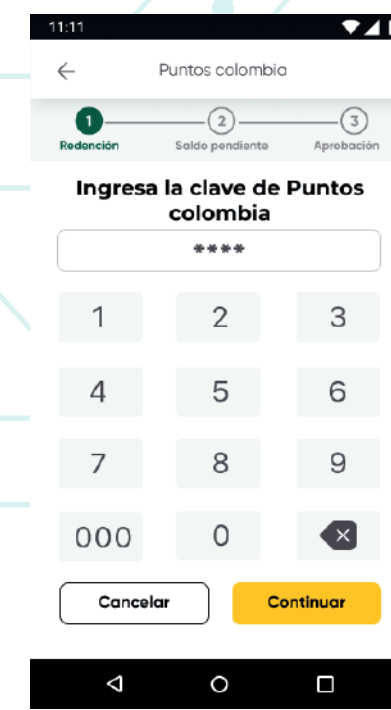 11:11
Puntos colombia
1 2 3
Redención Saldo pendiente Aprobación
Ingresa la clave de Puntos
colombia
****
1 2 3
4 5 6
7 8 9
000 0
Cancelar Continuar